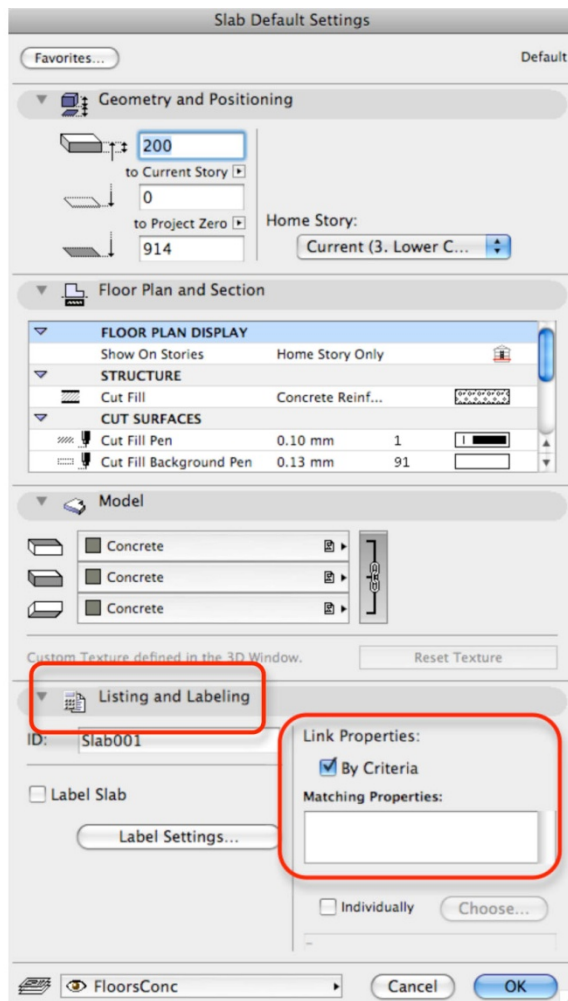 Slab Default Settings
Favorites...
Default
Geometry and Positioning
200
to Current Story
0
to Project Zero
914
Home Story:
Current (3. Lower C...
Floor Plan and Section
FLOOR PLAN DISPLAY
Show On Stories Home Story Only
STRUCTURE
Cut Fill Concrete Reinf...
CUT SURFACES
Cut Fill Pen 0.10 mm 1
Cut Fill Background Pen 0.13 mm 91
Model
Concrete
Concrete
Concrete
Custom Texture defined in the 3D Window.
Reset Texture
Listing and Labeling
ID: Slab001
Label Slab
Label Settings...
Link Properties:
By Criteria
Matching Properties:
Individually
Choose...
-
FloorsConc
Cancel
OK